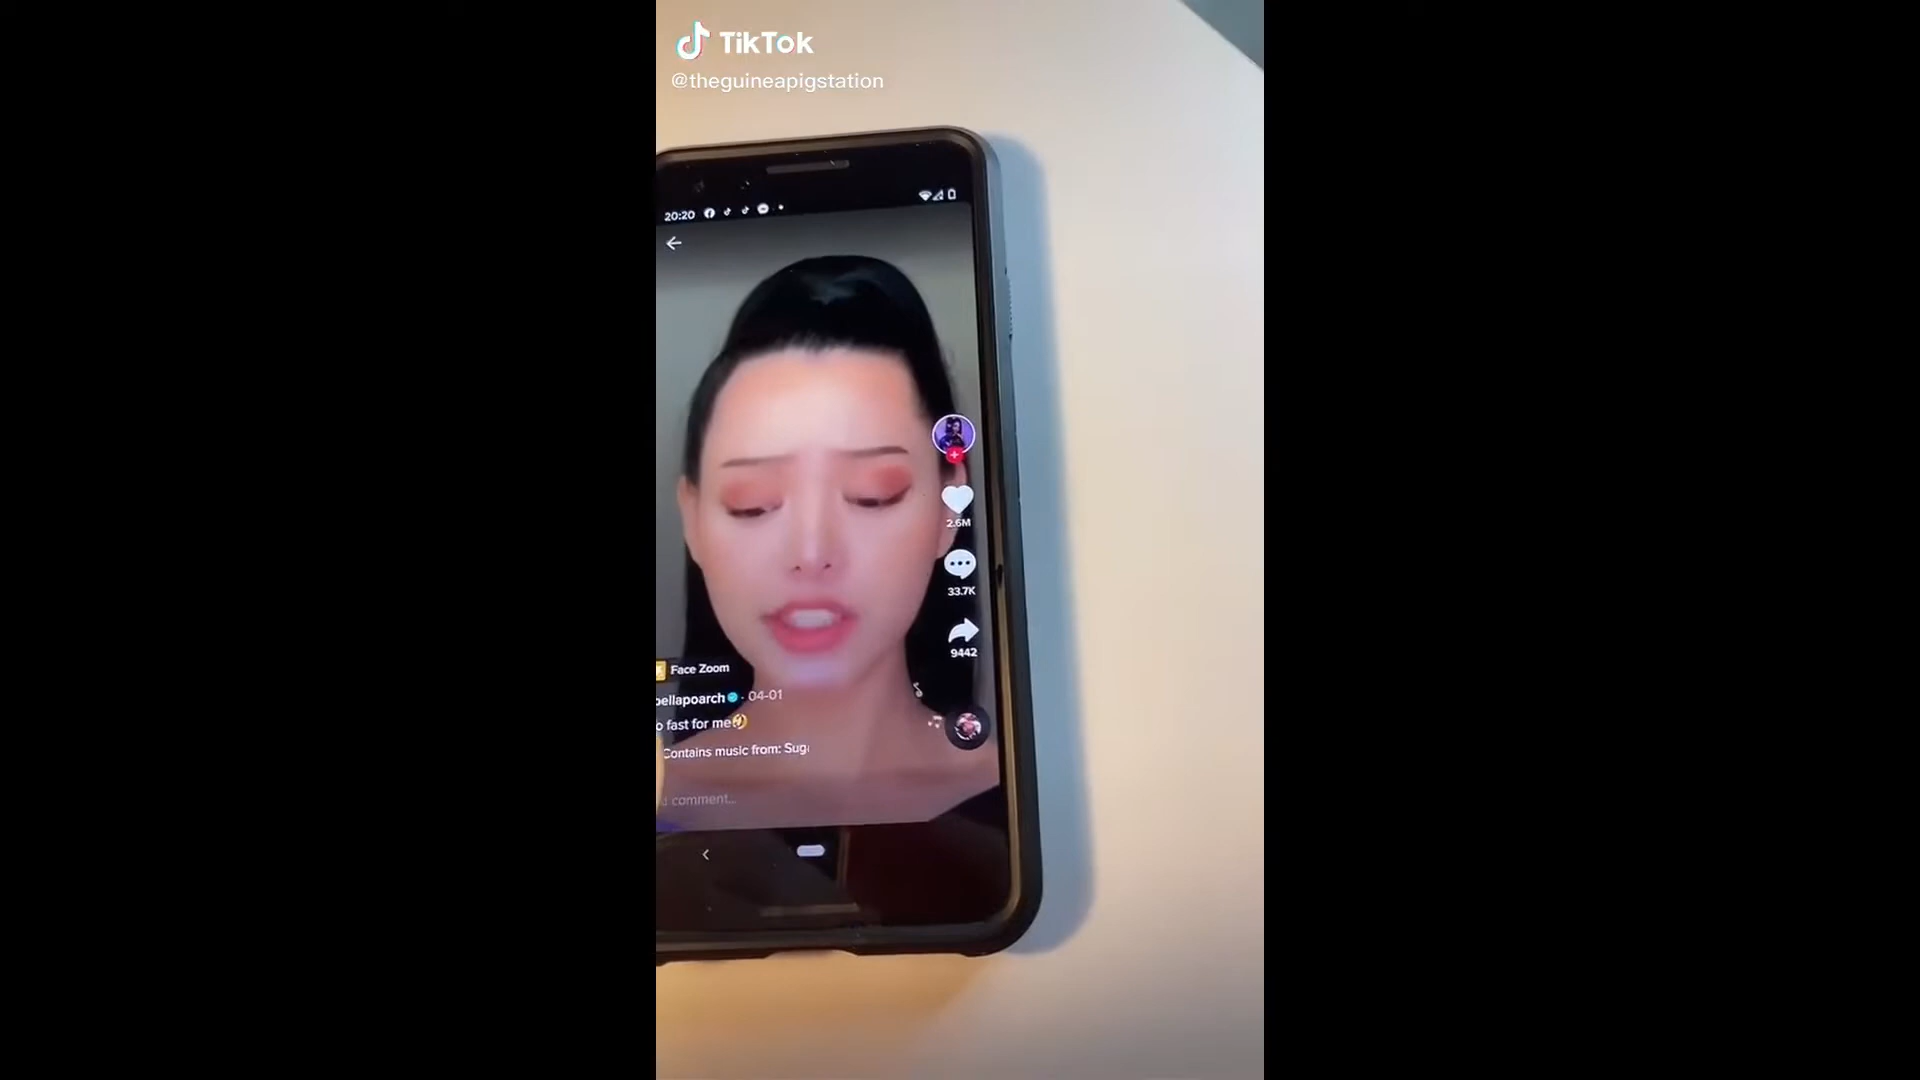 TikTok
@theguineapigstation
20:20
2.6M
33.7K
9442
Face Zoom
bellapoarch · 04-01
o fast for me🤣
Contains music from: Sug
comment...